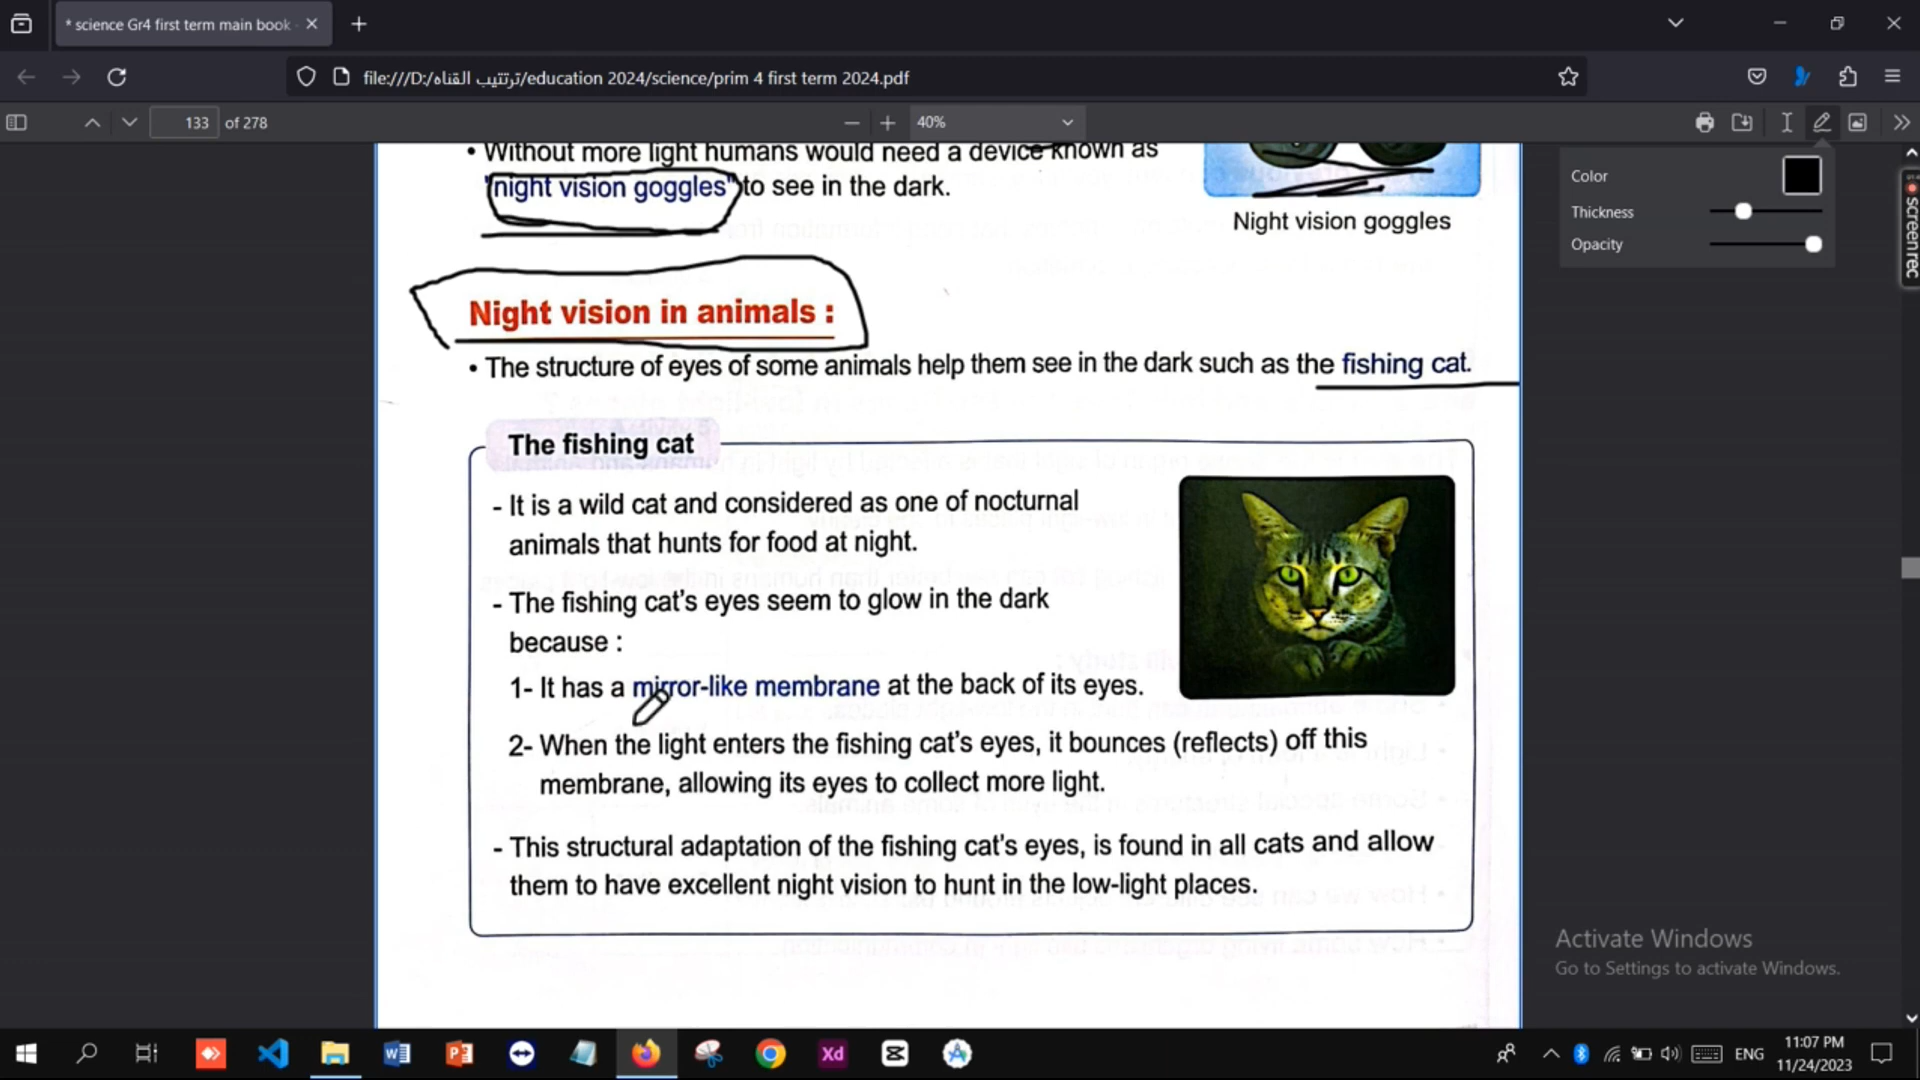 * science Gr4 first term main book
file:///D:/ترتتيب القناه/education 2024/science/prim 4 first term 2024.pdf
133 of 278
40%
Color
Thickness
Opacity
screenrec
• Without more light humans would need a device known as
"night vision goggles" to see in the dark.
Night vision goggles
Night vision in animals :
• The structure of eyes of some animals help them see in the dark such as the fishing cat.
The fishing cat
- It is a wild cat and considered as one of nocturnal
animals that hunts for food at night.
- The fishing cat's eyes seem to glow in the dark
because :
1- It has a mirror-like membrane at the back of its eyes.
2- When the light enters the fishing cat's eyes, it bounces (reflects) off this
membrane, allowing its eyes to collect more light.
- This structural adaptation of the fishing cat's eyes, is found in all cats and allow
them to have excellent night vision to hunt in the low-light places.
Activate Windows
Go to Settings to activate Windows.
Xd
ENG
11:07 PM
11/24/2023